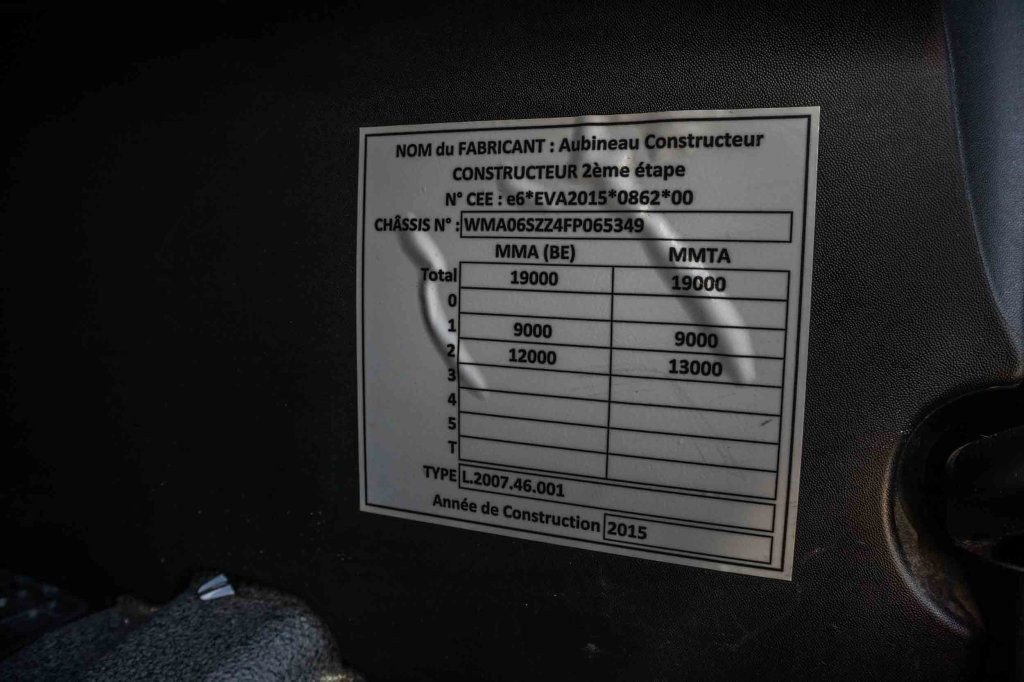 NOM du FABRICANT : Aubineau Constructeur
CONSTRUCTEUR 2ème étape
N° CEE : e6*EVA2015*0862*00
CHÂSSIS N° : WMA06SZZ4FP065349
MMA (BE) MMTA
Total 19000 19000
0
1 9000 9000
2 12000 13000
3
4
5
T
TYPE L.2007.46.001
Année de Construction 2015